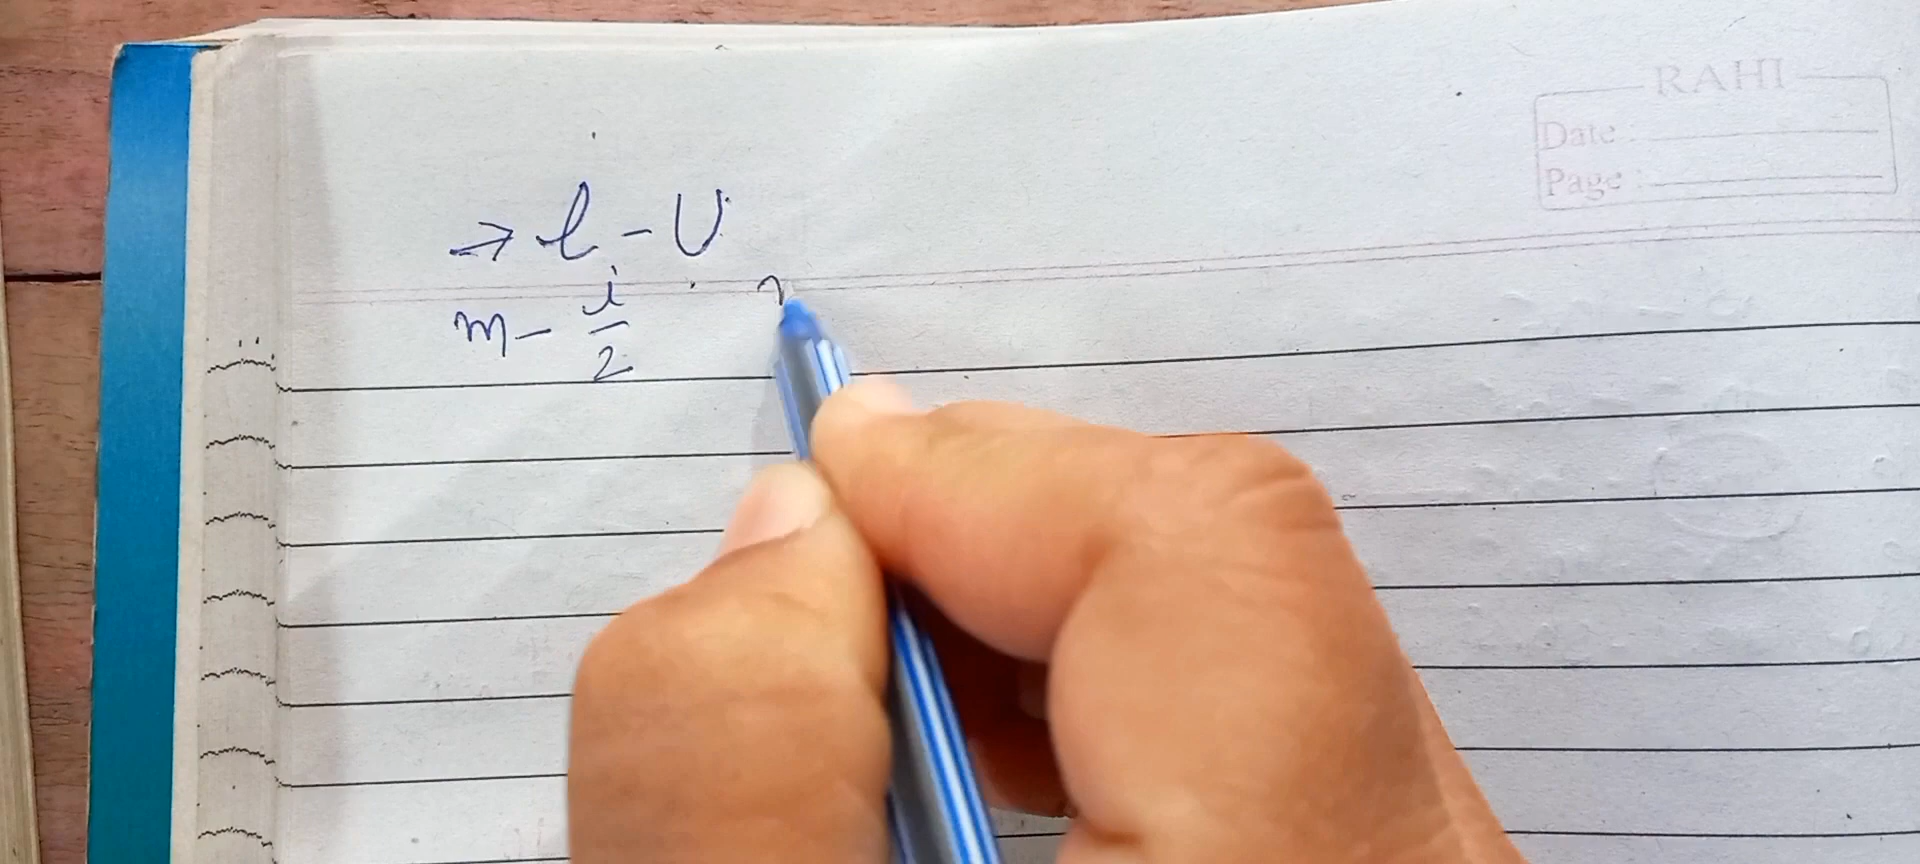 RAHI
Date :
Page :
→ l - U
m - i/2